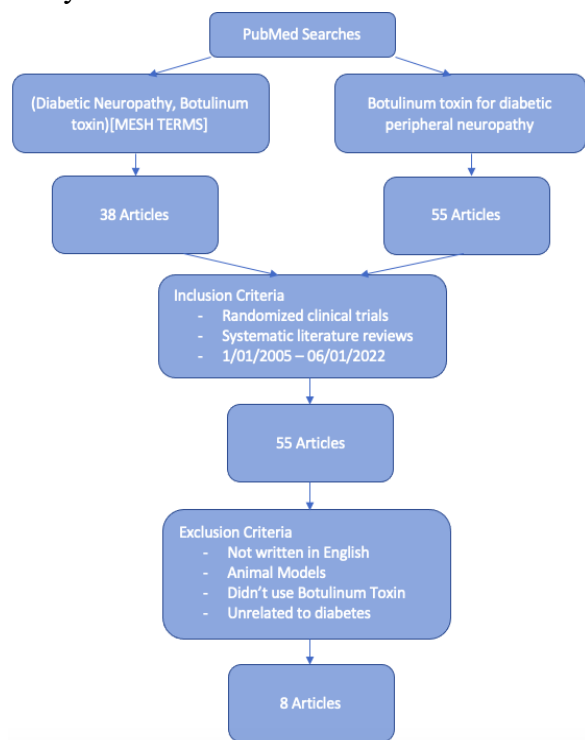 PubMed Searches
(Diabetic Neuropathy, Botulinum
toxin)[MESH TERMS]
Botulinum toxin for diabetic
peripheral neuropathy
38 Articles
55 Articles
Inclusion Criteria
- Randomized clinical trials
- Systematic literature reviews
- 1/01/2005 – 06/01/2022
55 Articles
Exclusion Criteria
- Not written in English
- Animal Models
- Didn't use Botulinum Toxin
- Unrelated to diabetes
8 Articles